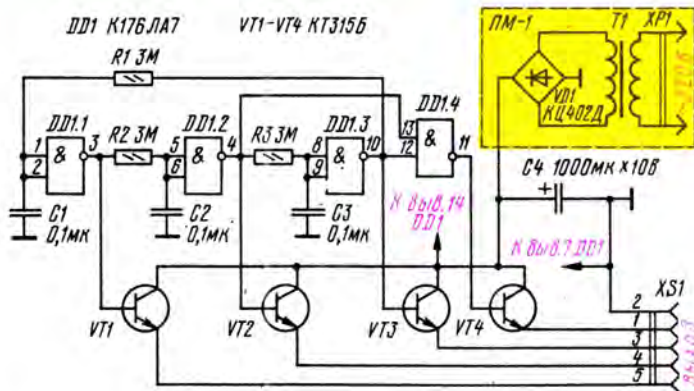 DD1 К176ЛА7 VT1-VT4 КТ315Б
ПМ-1 T1 XP1
R1 3М
~220В
VD1
КЦ402Д
DD1.1 DD1.2 DD1.3 DD1.4
R2 3М R3 3М
1 2 & 3 5 6 & 4 8 9 & 10 13 12 & 11
C4 1000мк × 10В
+
C1 0,1мк
C2 0,1мк
C3 0,1мк
К выв.14
DD1
К выв.7 DD1
VT1 VT2 VT3 VT4
XS1
2
1
3
4
5
Выход